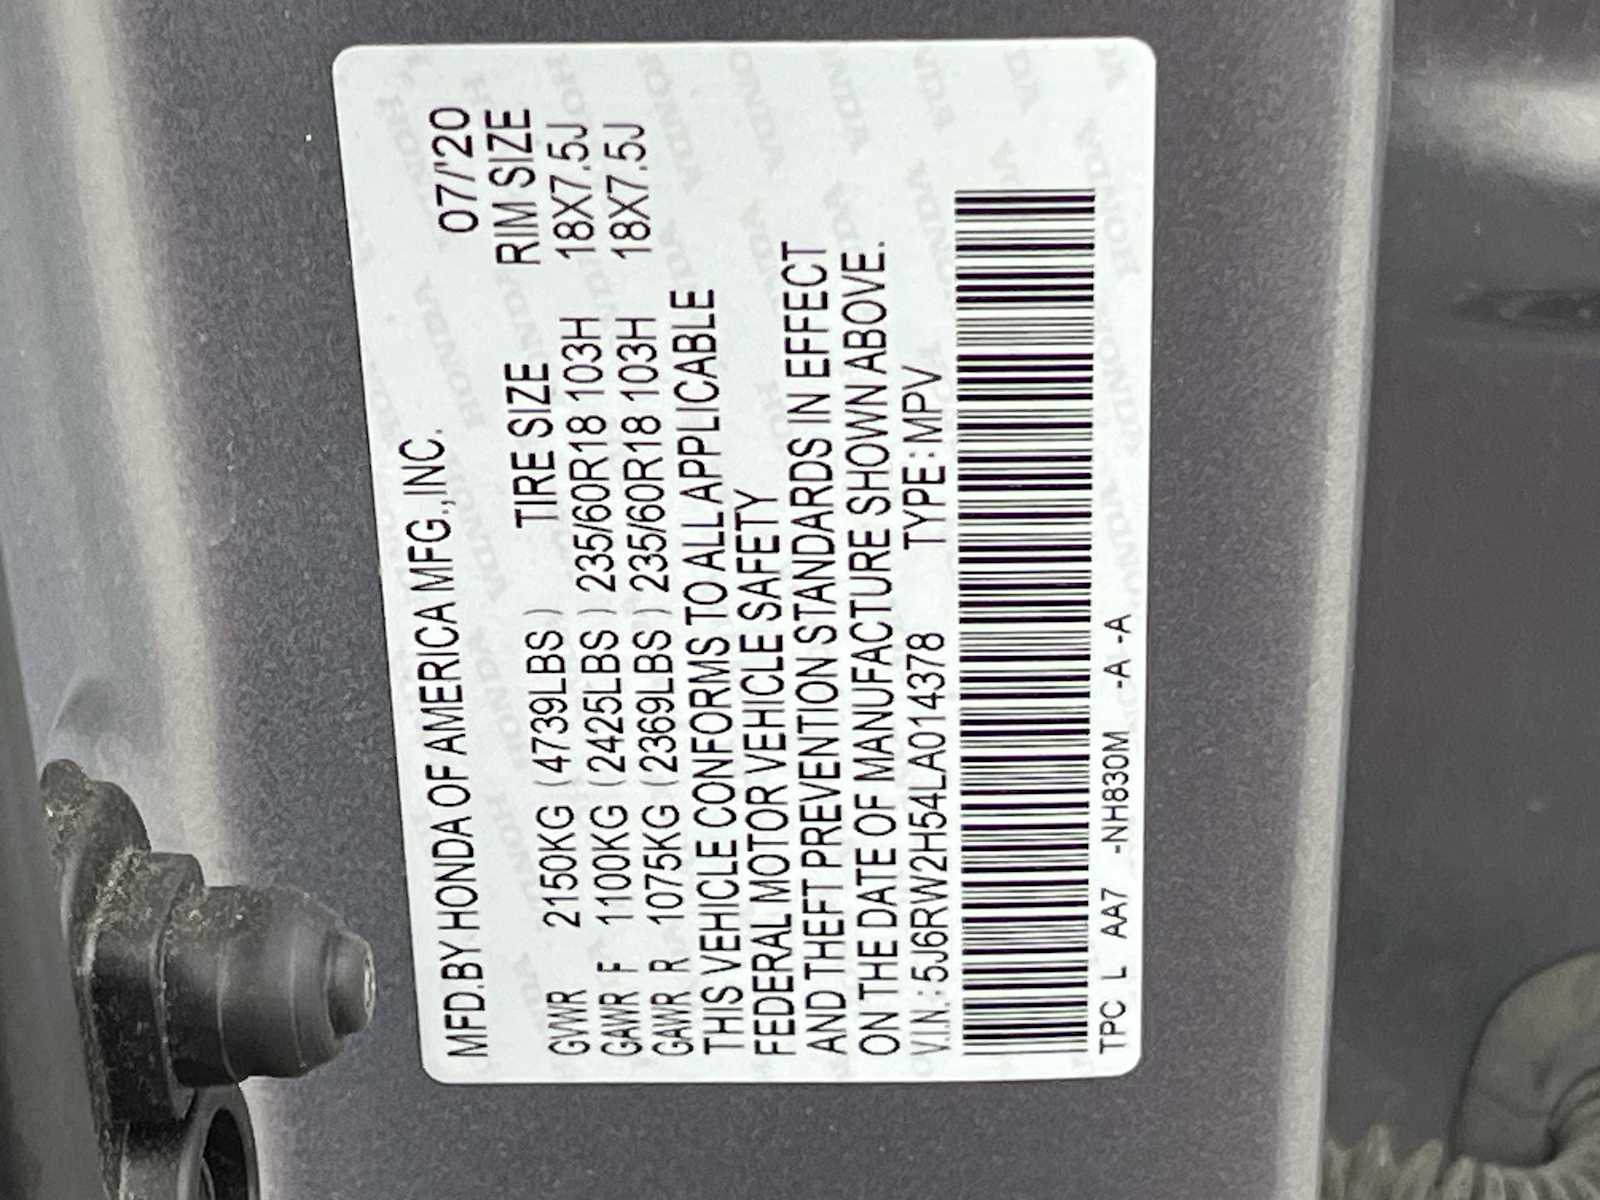 MFD.BY HONDA OF AMERICA MFG.,INC. 07/'20
TIRE SIZE RIM SIZE
GVWR 2150KG (4739LBS)
GAWR F 1100KG (2425LBS) 235/60R18 103H 18X7.5J
GAWR R 1075KG (2369LBS) 235/60R18 103H 18X7.5J
THIS VEHICLE CONFORMS TO ALL APPLICABLE
FEDERAL MOTOR VEHICLE SAFETY
AND THEFT PREVENTION STANDARDS IN EFFECT
ON THE DATE OF MANUFACTURE SHOWN ABOVE.
V.I.N.: 5J6RW2H54LA014378 TYPE: MPV
TPC L AA7 -NH830M -A -A